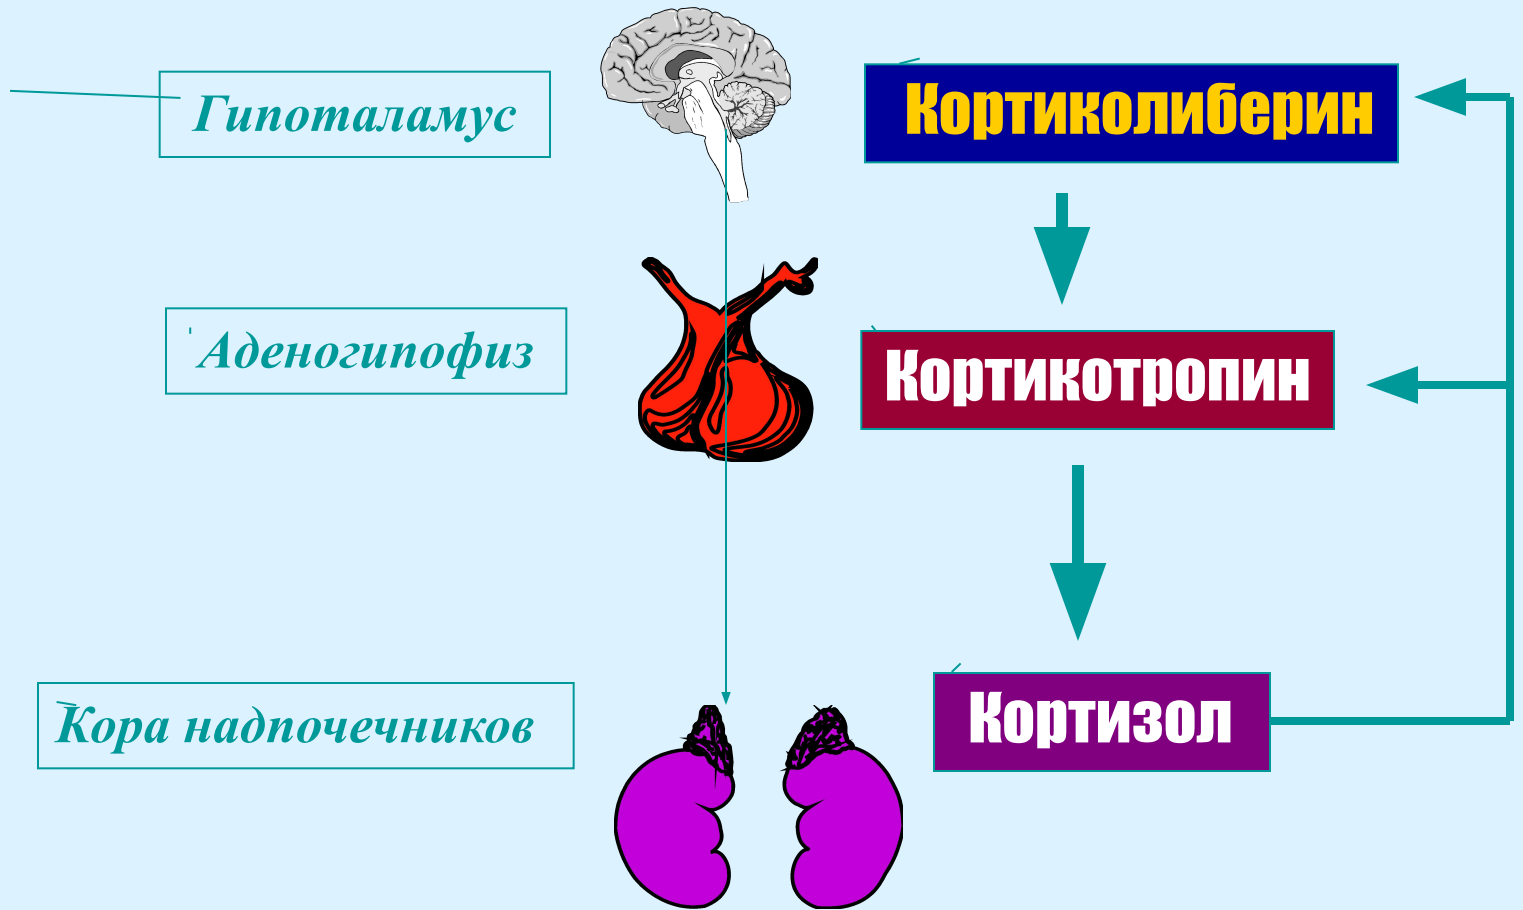 Гипоталамус
Кортиколиберин
Аденогипофиз
Кортикотропин
Кора надпочечников
Кортизол